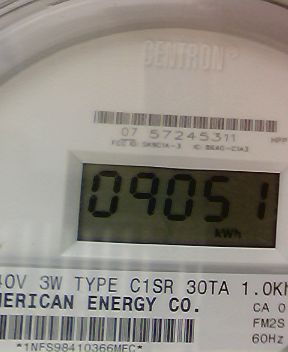 CENTRON®
07 57245311
09051
kWh
40V 3W TYPE C1SR 30TA 1.0K
MERICAN ENERGY CO.
CA 0
FM2S
60Hz
*1NFS98410366MEC*